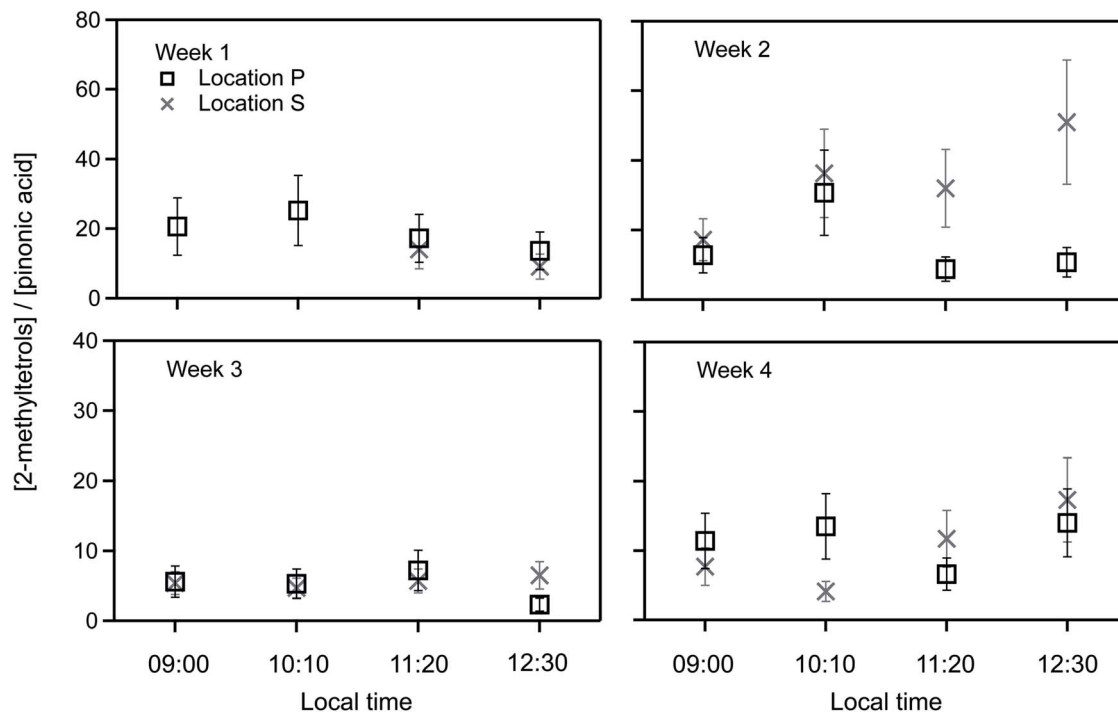 [2-methyltetrols] / [pinonic acid]
80
60
40
20
0
Week 1
Location P
Location S
Week 2
40
30
20
10
0
Week 3
Week 4
09:00 10:10 11:20 12:30
Local time
09:00 10:10 11:20 12:30
Local time